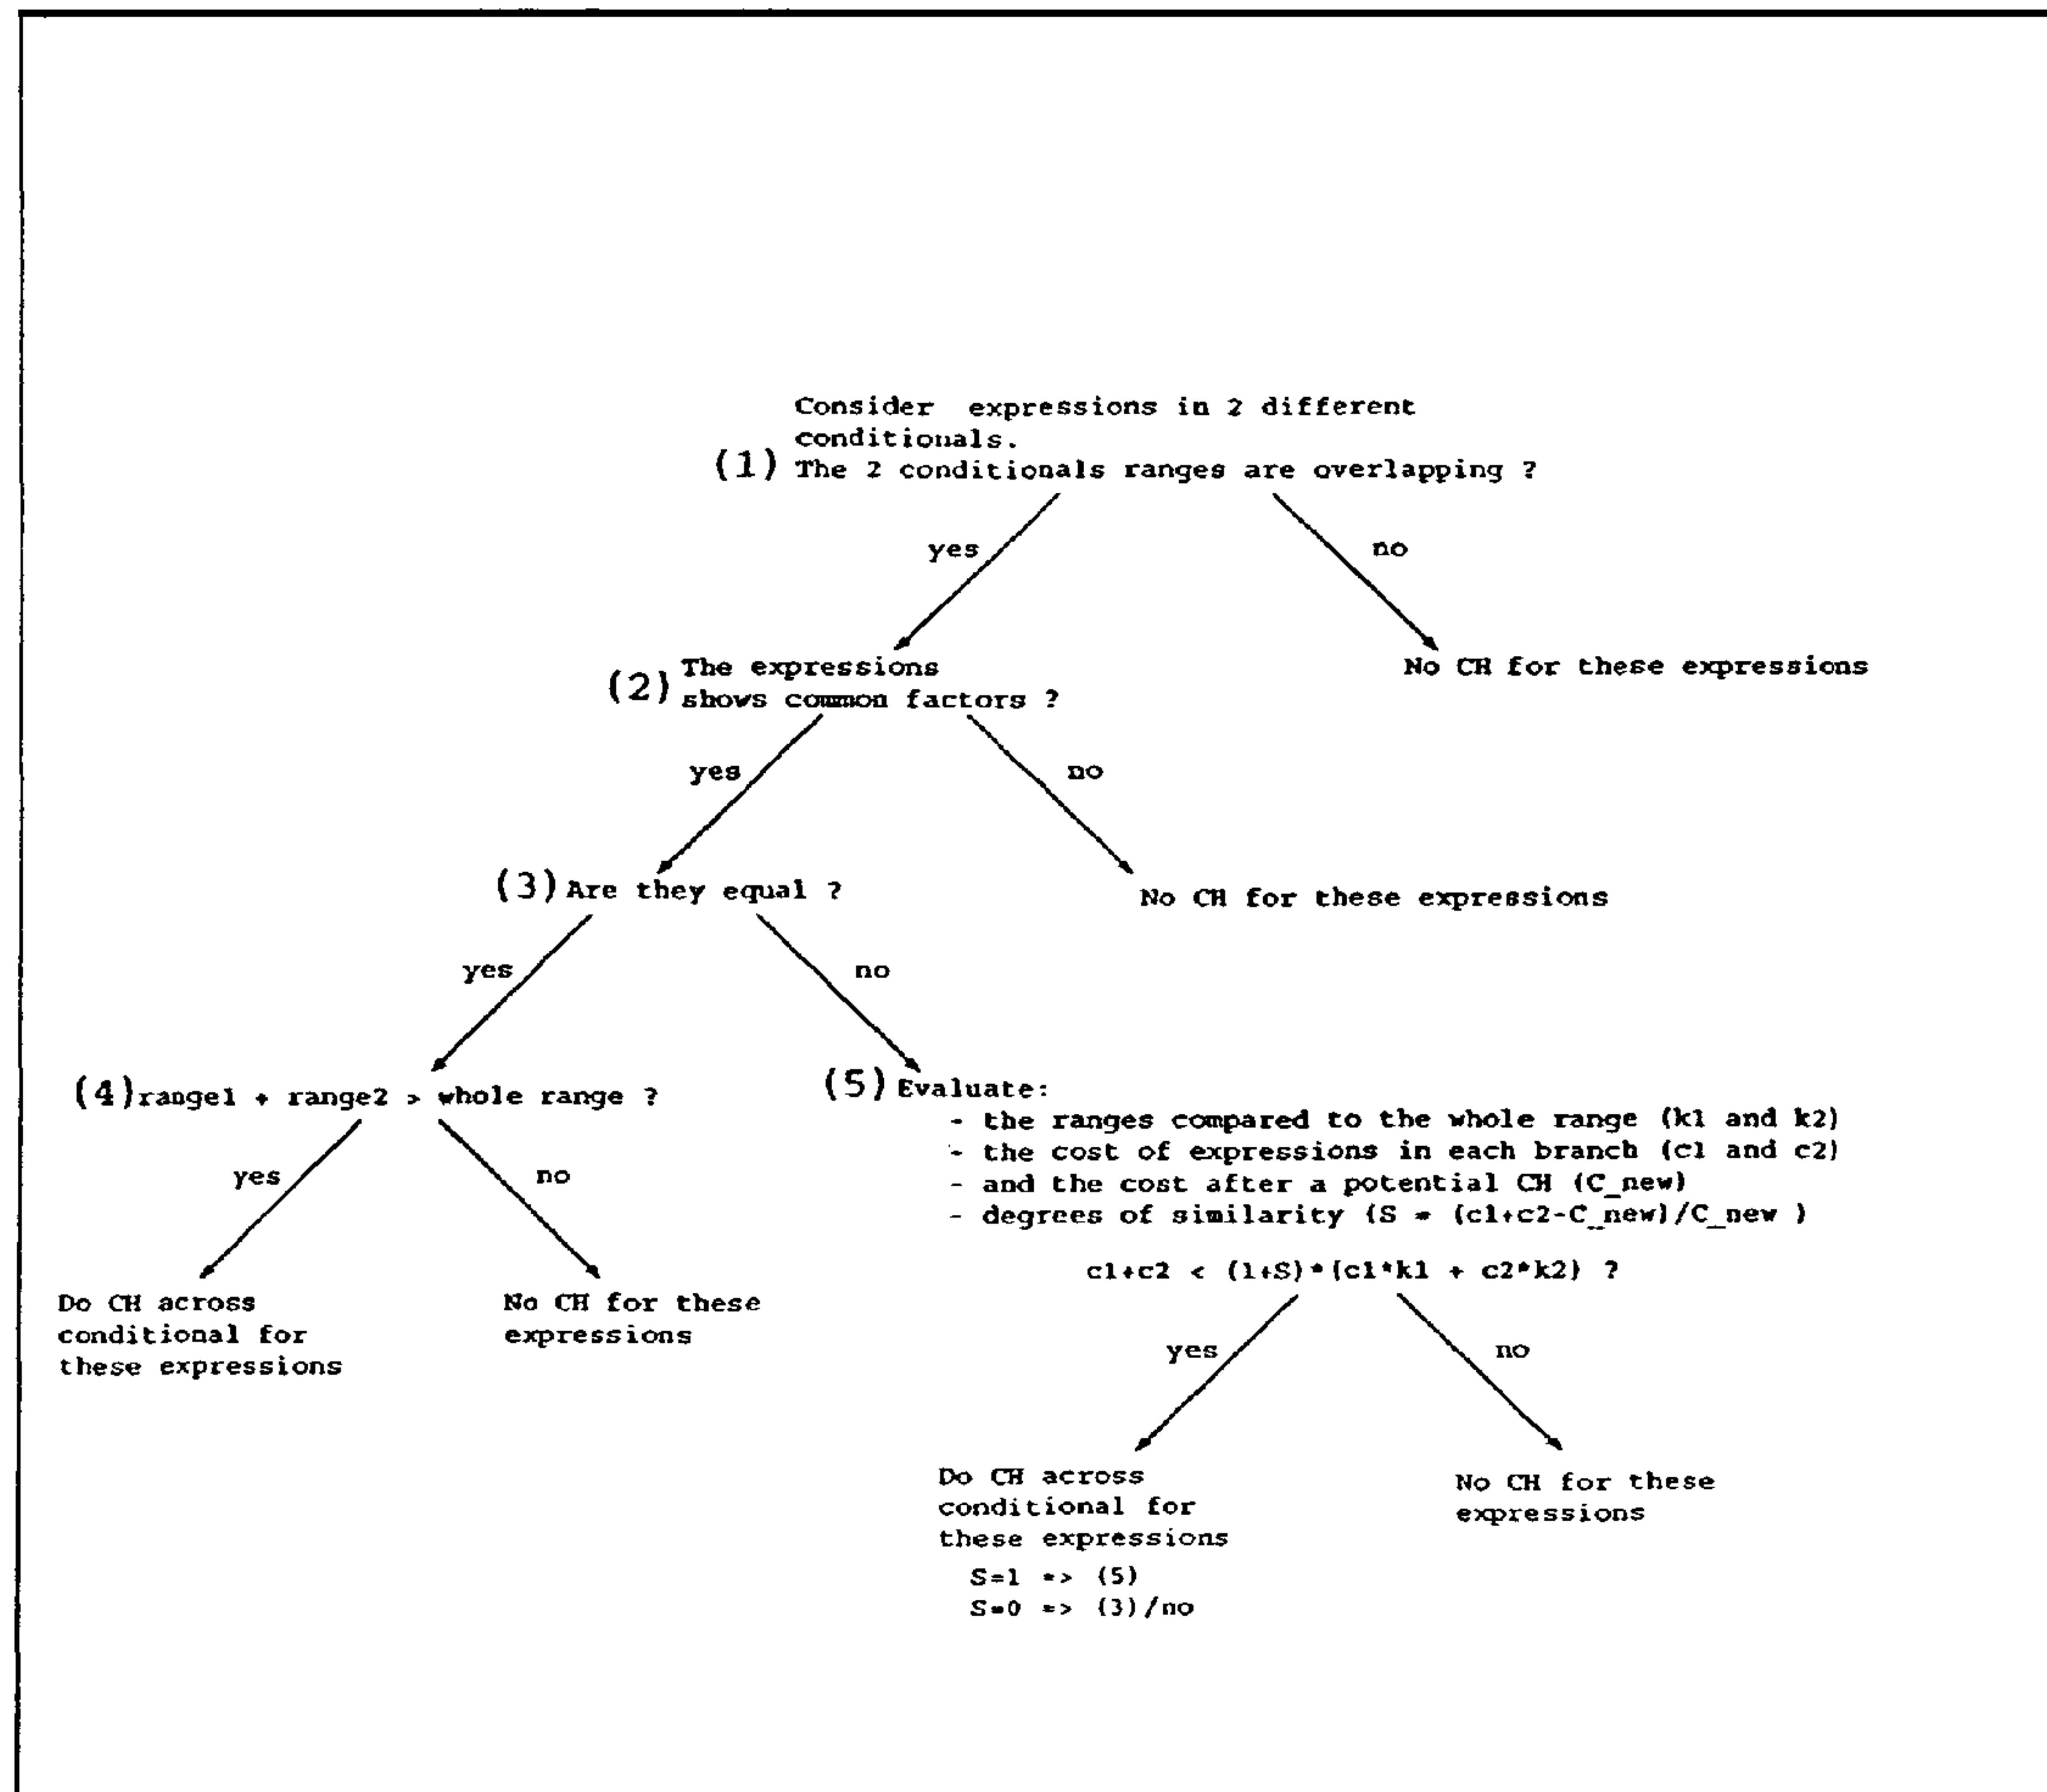 Consider expressions in 2 different
conditionals.
(1) The 2 conditionals ranges are overlapping ?
yes
no
The expressions
(2) shows common factors ?
No CH for these expressions
yes
no
(3) Are they equal ?
No CH for these expressions
yes
no
(4) range1 + range2 > whole range ?
(5) Evaluate:
- the ranges compared to the whole range (k1 and k2)
- the cost of expressions in each branch (c1 and c2)
- and the cost after a potential CH (C_new)
- degrees of similarity (S = (c1+c2-C_new)/C_new )
yes
no
c1+c2 < (1+S)*(c1*k1 + c2*k2) ?
Do CH across
conditional for
these expressions
No CH for these
expressions
yes
no
Do CH across
conditional for
these expressions
S=1 => (5)
S=0 => (3)/no
No CH for these
expressions